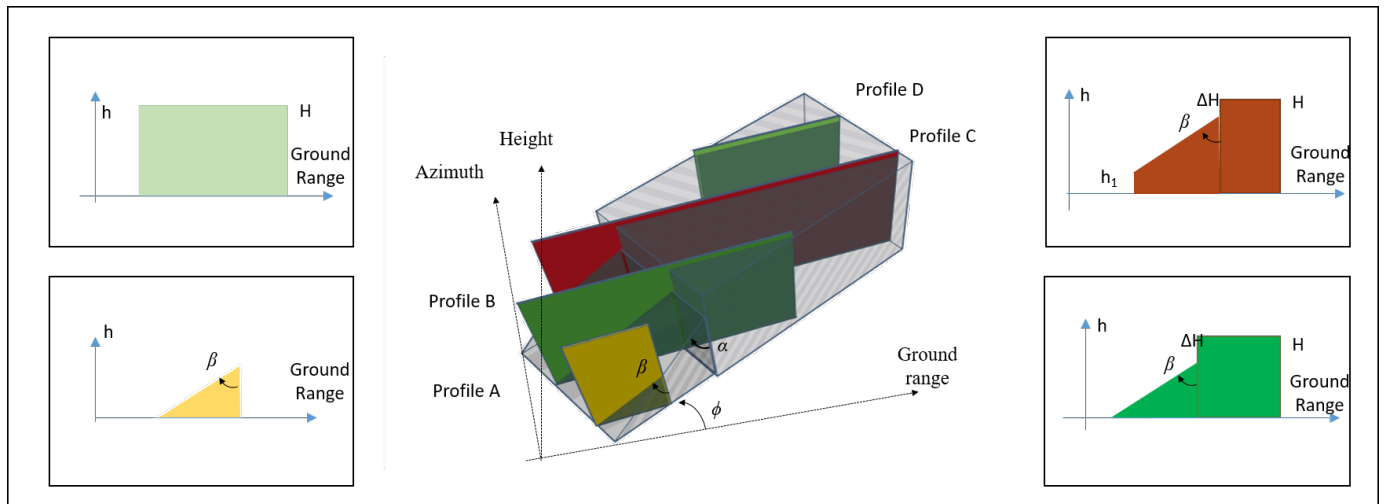 h
H
Ground
Range
h
β
Ground
Range
Profile D
Profile C
Height
Azimuth
Profile B
Profile A
α
β
ϕ
Ground
range
h
ΔH
β
H
h₁
Ground
Range
h
ΔH
β
H
Ground
Range